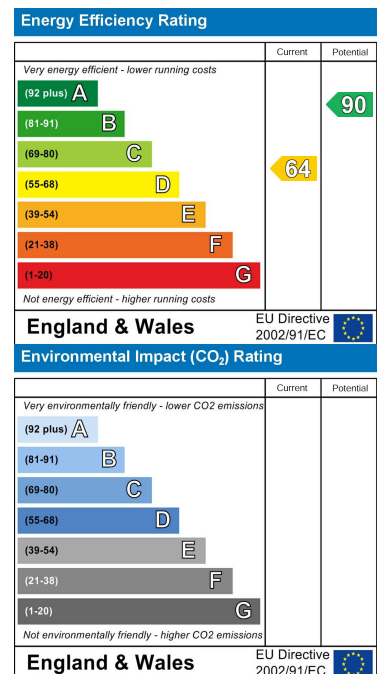 Energy Efficiency Rating
Current Potential
Very energy efficient - lower running costs
(92 plus) A
(81-91) B
90
(69-80) C
64
(55-68) D
(39-54) E
(21-38) F
(1-20) G
Not energy efficient - higher running costs
England & Wales
EU Directive
2002/91/EC
Environmental Impact (CO₂) Rating
Current Potential
Very environmentally friendly - lower CO2 emissions
(92 plus) A
(81-91) B
(69-80) C
(55-68) D
(39-54) E
(21-38) F
(1-20) G
Not environmentally friendly - higher CO2 emissions
England & Wales
EU Directive
2002/91/EC